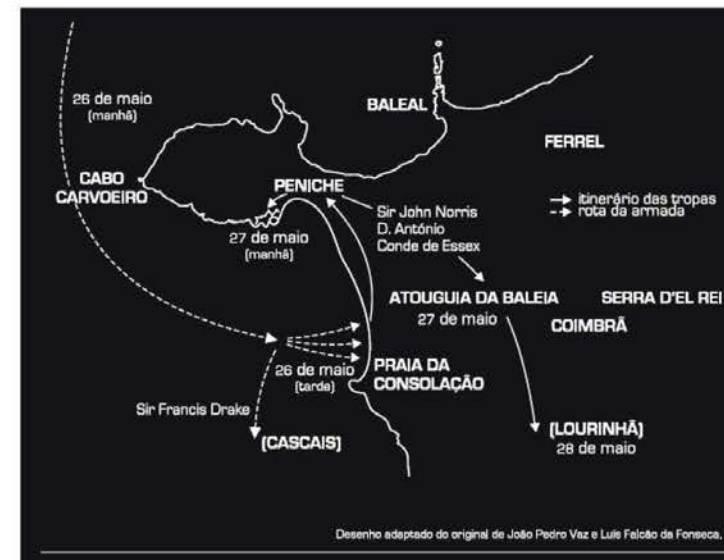 26 de maio
(manhã)
BALEAL
FERREL
CABO
CARVOEIRO
PENICHE
itinerário das tropas
rota da armada
Sir John Norris
D. António
Conde de Essex
27 de maio
(manhã)
ATOUGUIA DA BALEIA
27 de maio
SERRA D'EL REI
COIMBRÃ
26 de maio
(tarde)
PRAIA DA
CONSOLAÇÃO
Sir Francis Drake
(CASCAIS)
(LOURINHÃ)
28 de maio
Desenho adaptado do original de João Pedro Vaz e Luís Falcão da Fonseca,